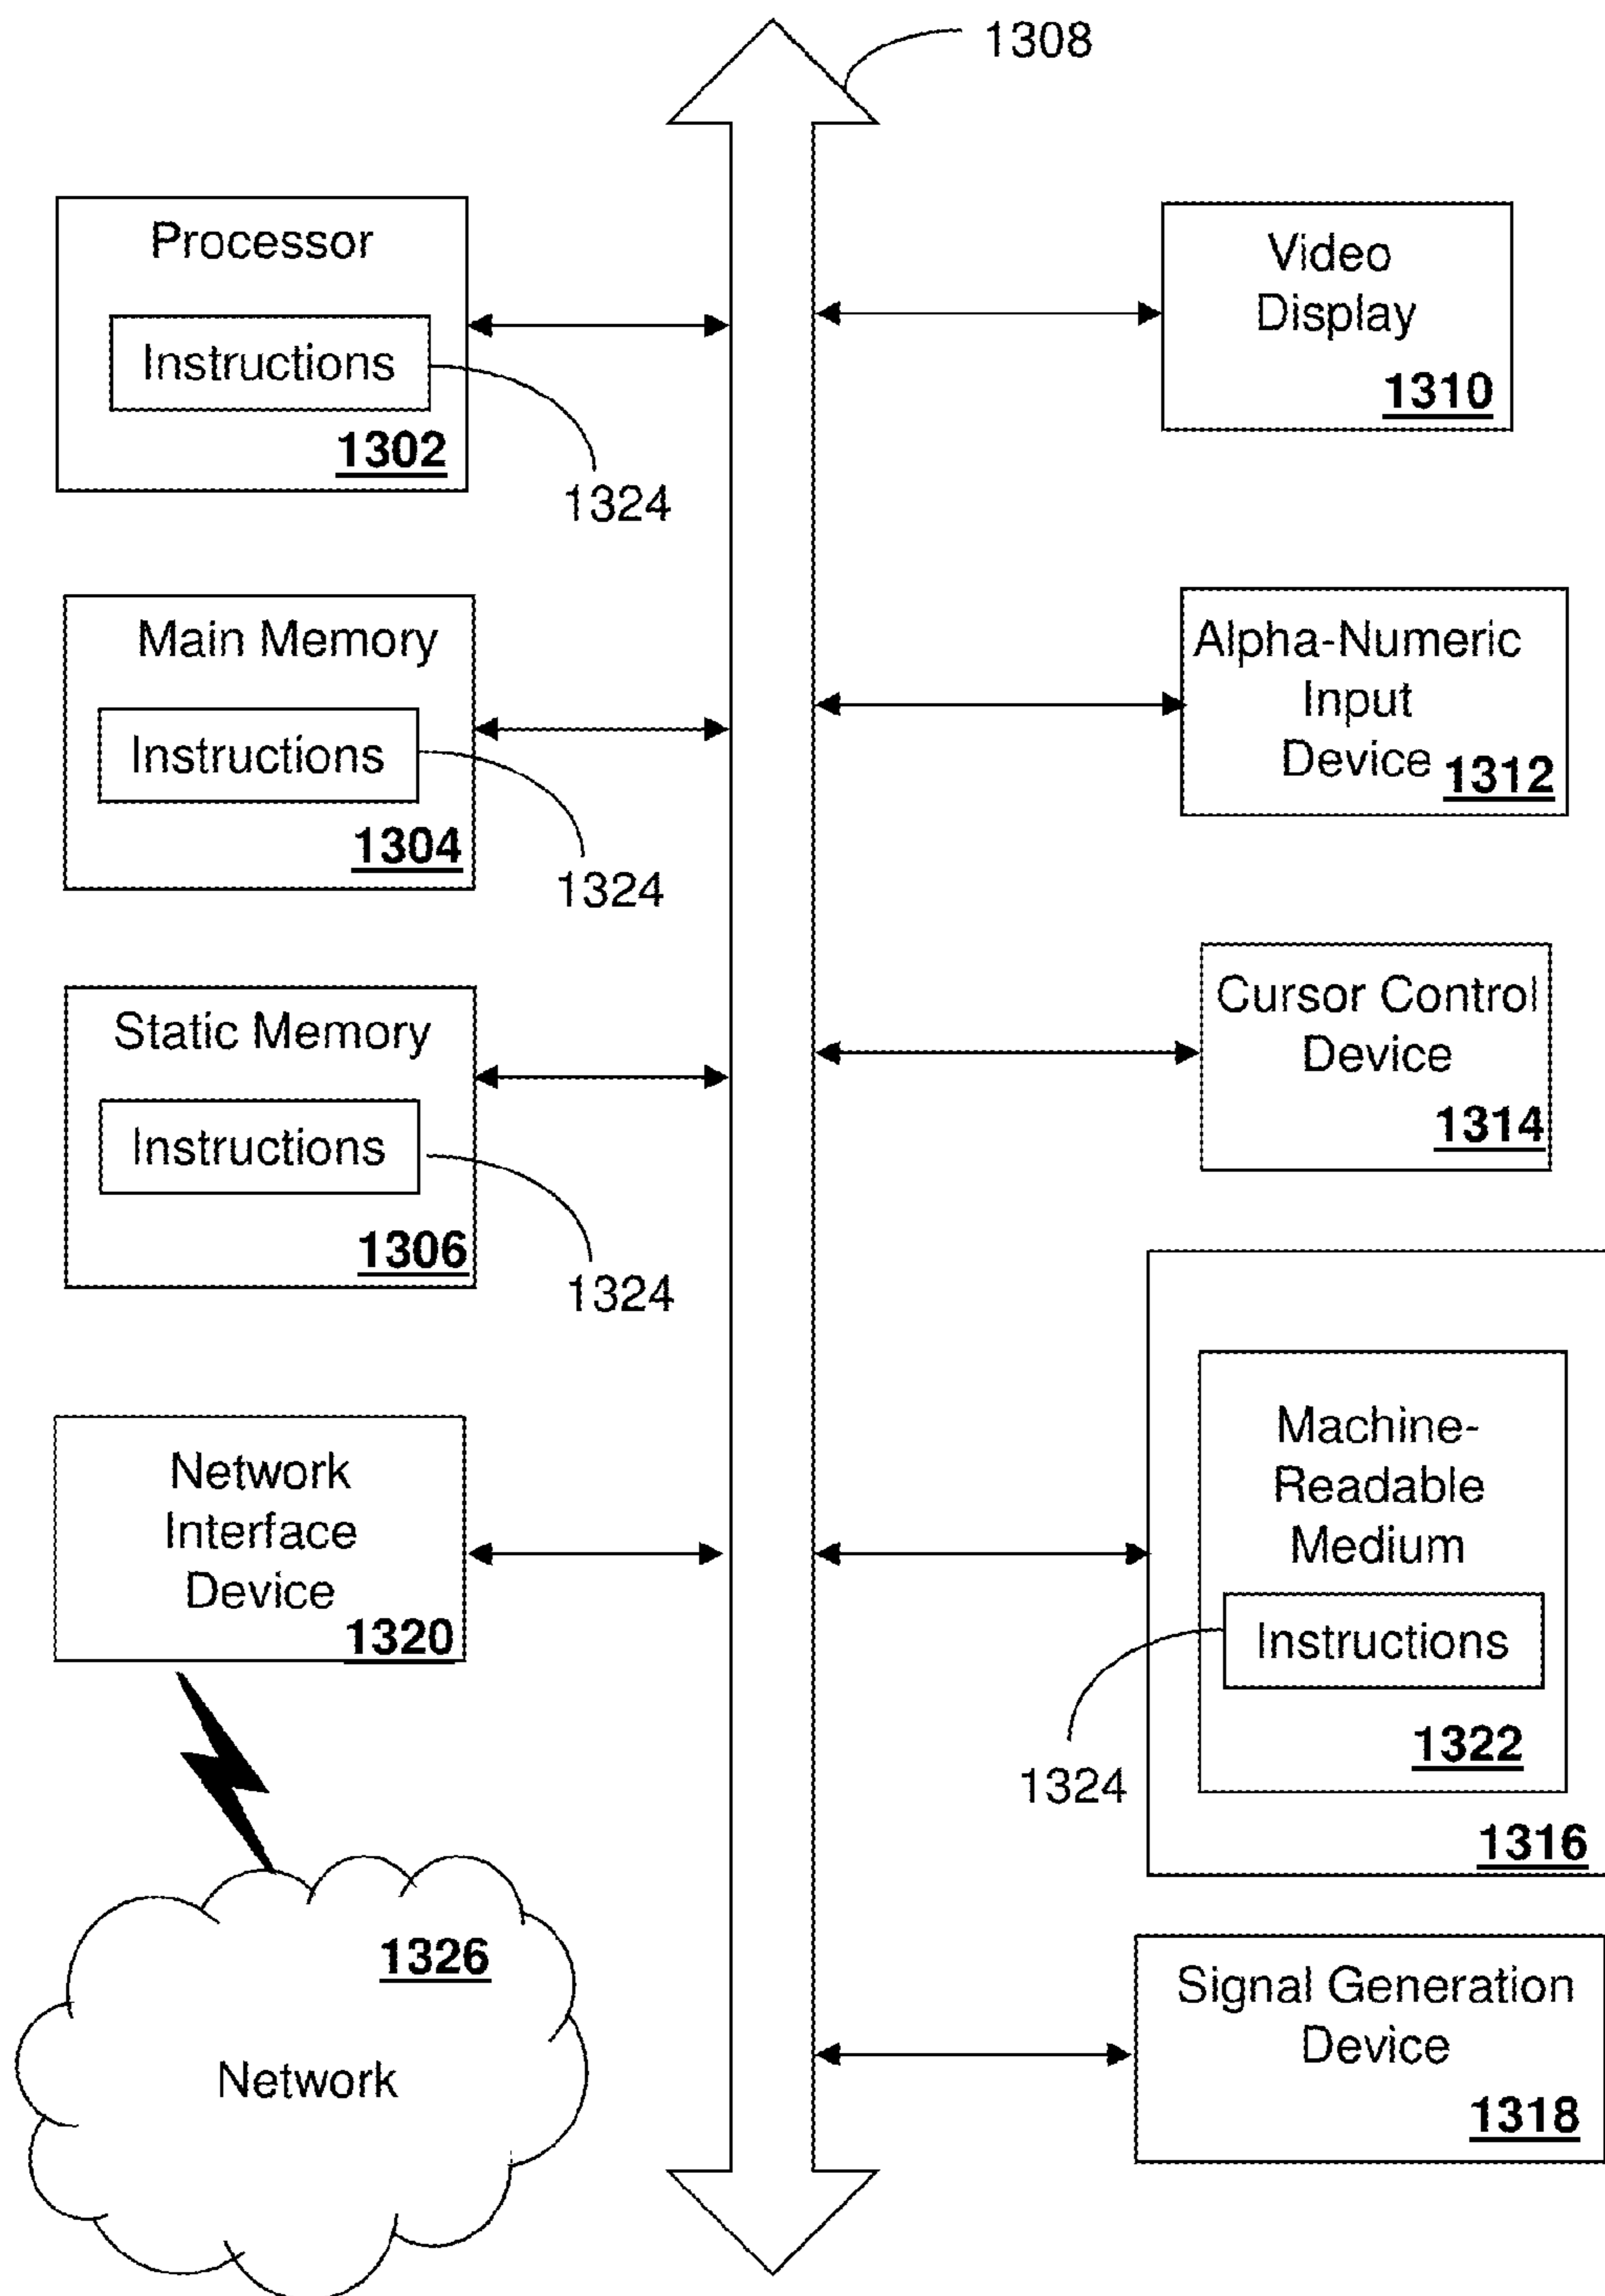 1308
Processor
Instructions
1302
1324
Main Memory
Instructions
1304
1324
Static Memory
Instructions
1306
1324
Network
Interface
Device
1320
1326
Network
Video
Display
1310
Alpha-Numeric
Input
Device 1312
Cursor Control
Device
1314
Machine-
Readable
Medium
Instructions
1322
1324
1316
Signal Generation
Device
1318